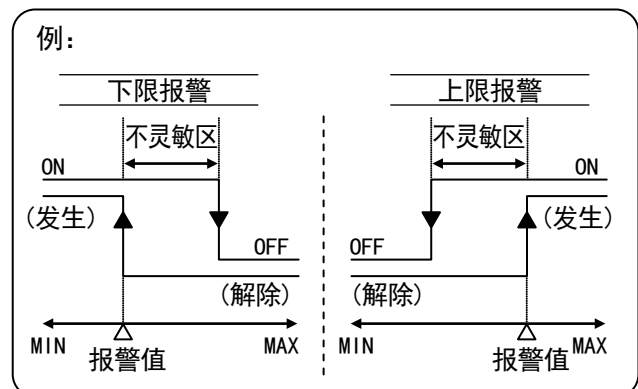 例:
下限报警
不灵敏区
ON
(发生)
OFF
(解除)
MIN
报警值
MAX
上限报警
不灵敏区
ON
(发生)
OFF
(解除)
MIN
报警值
MAX